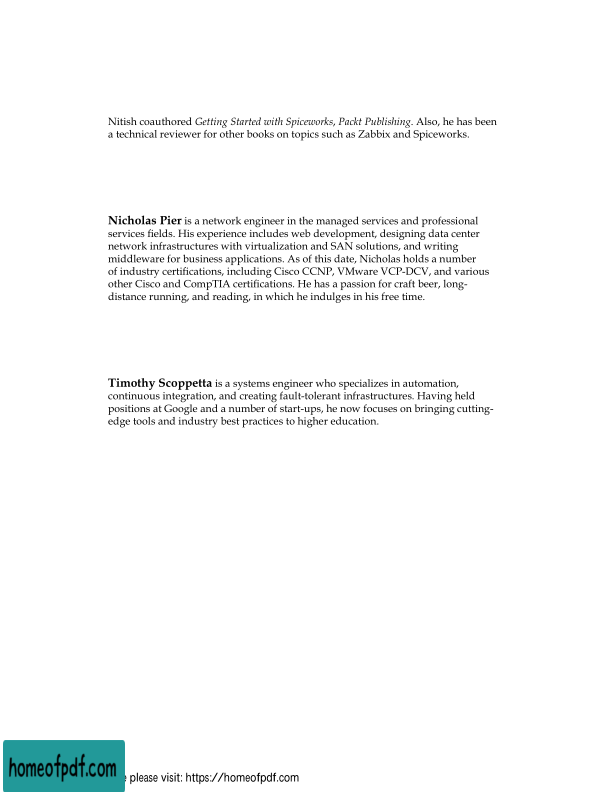 Nitish coauthored Getting Started with Spiceworks, Packt Publishing. Also, he has been
a technical reviewer for other books on topics such as Zabbix and Spiceworks.
Nicholas Pier is a network engineer in the managed services and professional
services fields. His experience includes web development, designing data center
network infrastructures with virtualization and SAN solutions, and writing
middleware for business applications. As of this date, Nicholas holds a number
of industry certifications, including Cisco CCNP, VMware VCP-DCV, and various
other Cisco and CompTIA certifications. He has a passion for craft beer, long-
distance running, and reading, in which he indulges in his free time.
Timothy Scoppetta is a systems engineer who specializes in automation,
continuous integration, and creating fault-tolerant infrastructures. Having held
positions at Google and a number of start-ups, he now focuses on bringing cutting-
edge tools and industry best practices to higher education.
homeofpdf.com
please visit: https://homeofpdf.com